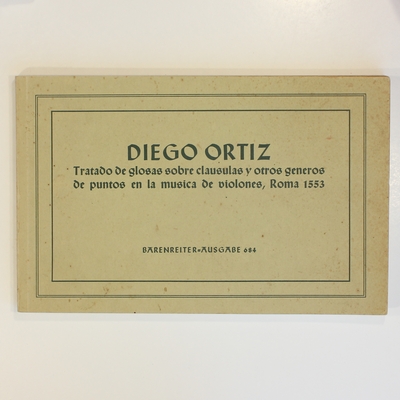 DIEGO ORTIZ
Tratado de glosas sobre clausulas y otros generos
de puntos en la musica de violones, Roma 1553
BÄRENREITER-AUSGABE 684